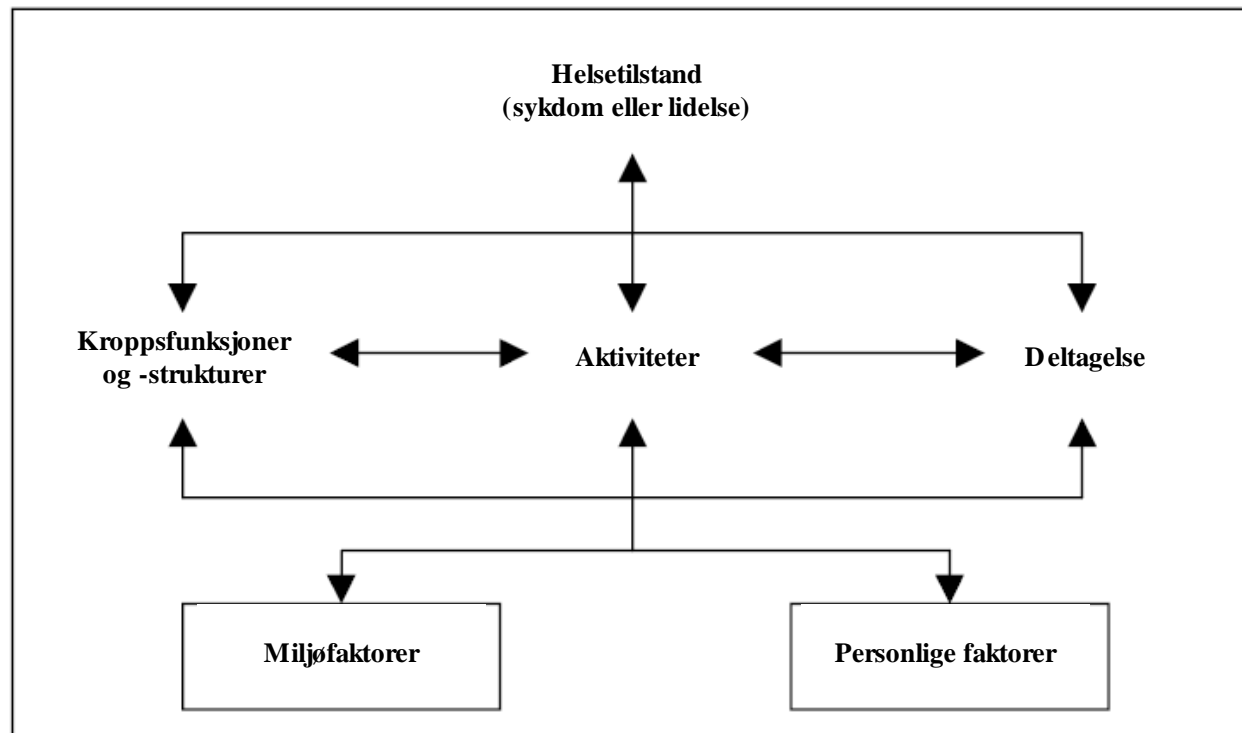 Helsetilstand
(sykdom eller lidelse)
Kroppsfunksjoner
og -strukturer
Aktiviteter
Deltagelse
Miljøfaktorer
Personlige faktorer